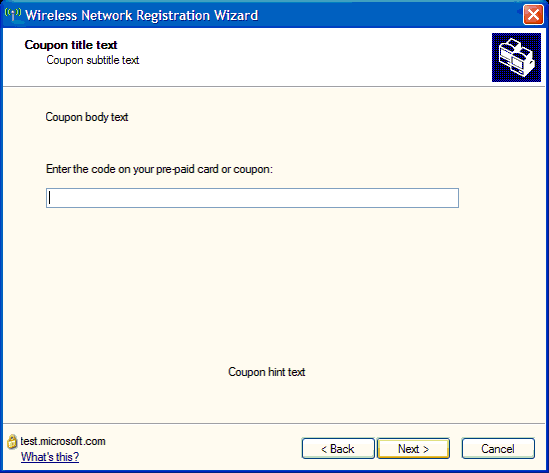 Wireless Network Registration Wizard
Coupon title text
Coupon subtitle text
Coupon body text
Enter the code on your pre-paid card or coupon:
Coupon hint text
test.microsoft.com
What's this?
< Back
Next >
Cancel